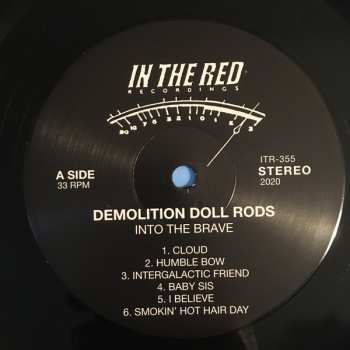 IN THE RED
RECORDINGS
A SIDE
33 RPM
ITR-355
STEREO
2020
DEMOLITION DOLL RODS
INTO THE BRAVE
1. CLOUD
2. HUMBLE BOW
3. INTERGALACTIC FRIEND
4. BABY SIS
5. I BELIEVE
6. SMOKIN' HOT HAIR DAY